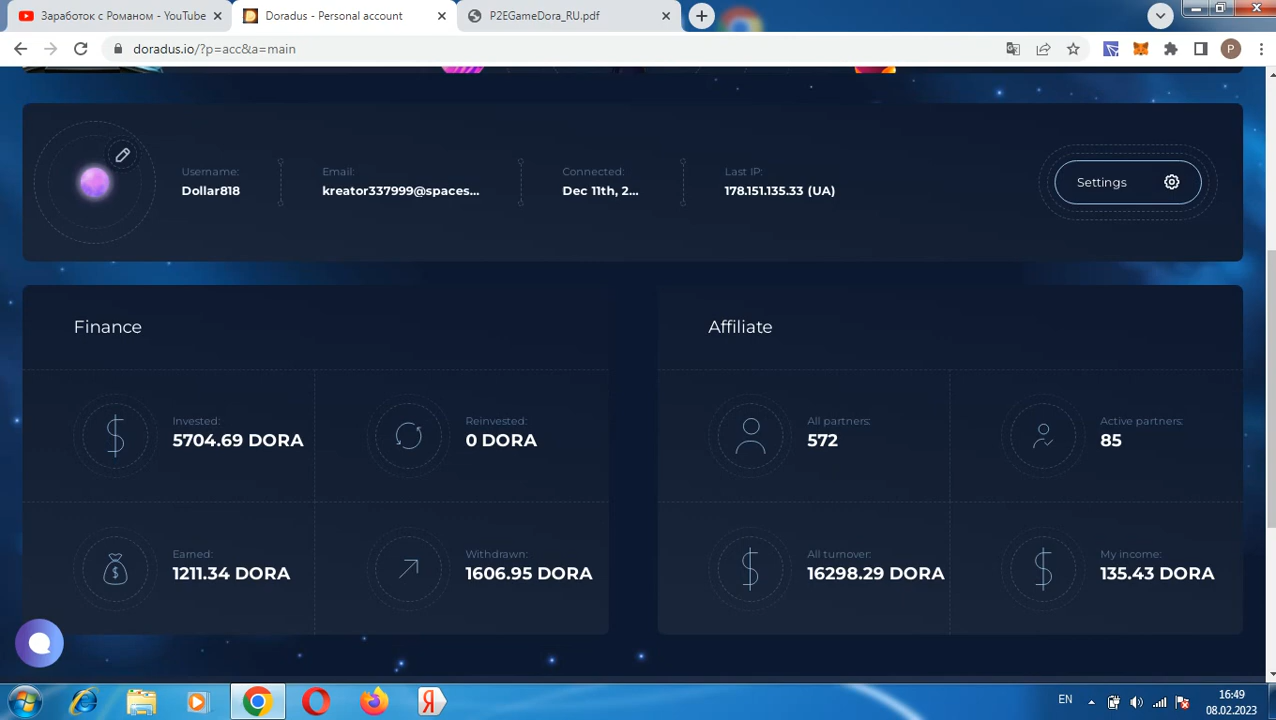 Заработок с Романом - YouTube
Doradus - Personal account
P2EGameDora_RU.pdf
doradus.io/?p=acc&a=main
P
Username:
Dollar818
Email:
kreator337999@spaces...
Connected:
Dec 11th, 2...
Last IP:
178.151.135.33 (UA)
Settings
Finance
Invested:
5704.69 DORA
Reinvested:
0 DORA
Earned:
1211.34 DORA
Withdrawn:
1606.95 DORA
Affiliate
All partners:
572
Active partners:
85
All turnover:
16298.29 DORA
My income:
135.43 DORA
EN
16:49
08.02.2023